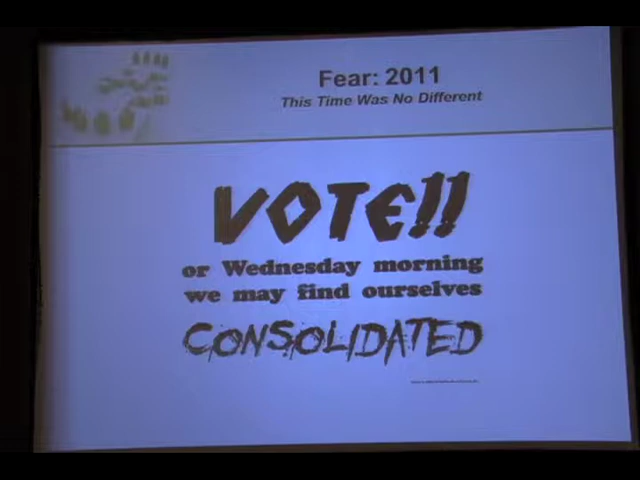 Fear: 2011
This Time Was No Different
VOTE!!
or Wednesday morning
we may find ourselves
CONSOLIDATED